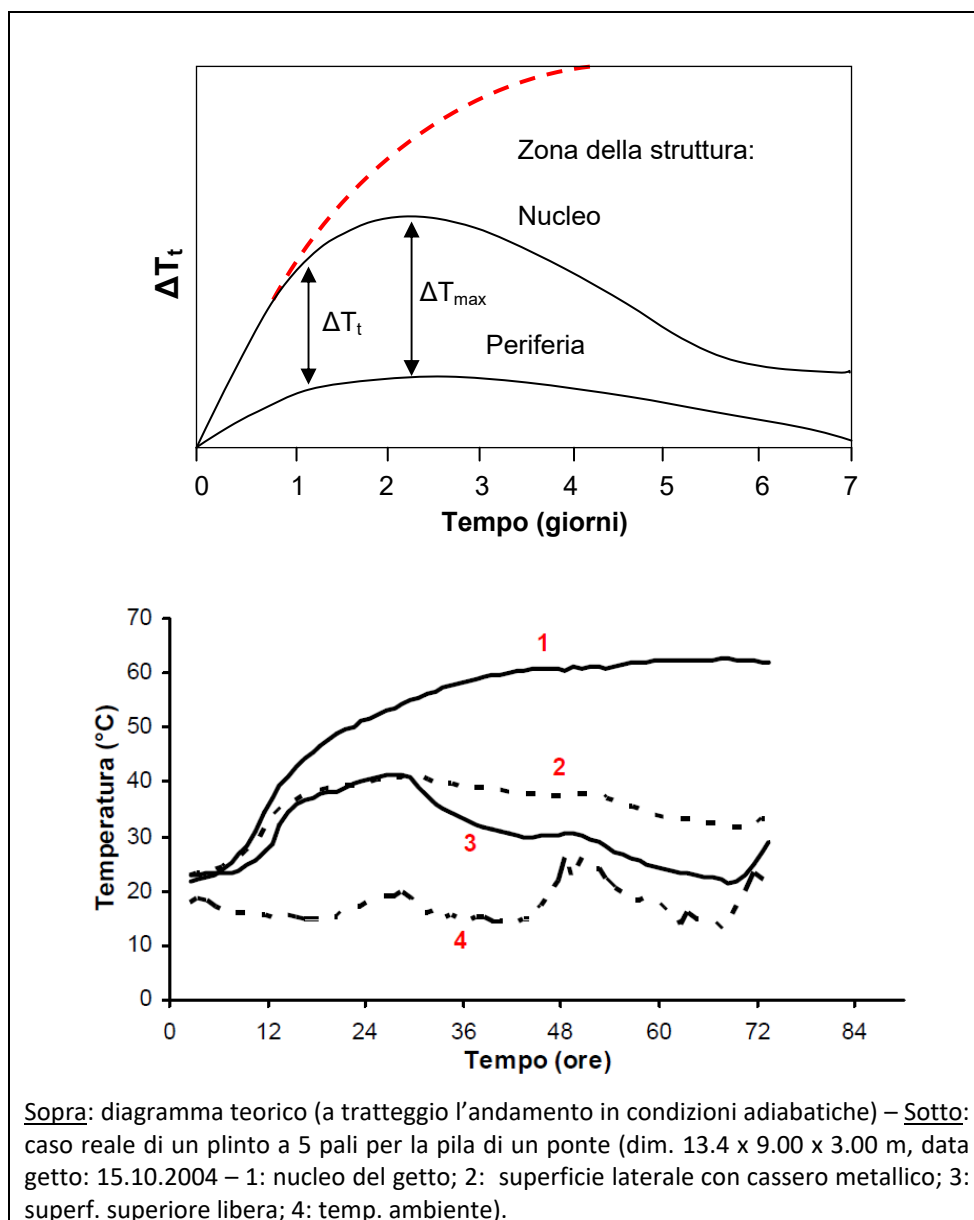 Zona della struttura:
Nucleo
ΔTt
ΔTt
ΔTmax
Periferia
0 1 2 3 4 5 6 7
Tempo (giorni)
70
60
50
40
30
20
10
0
Temperatura (°C)
1
2
3
4
0 12 24 36 48 60 72 84
Tempo (ore)
Sopra: diagramma teorico (a tratteggio l’andamento in condizioni adiabatiche) – Sotto:
caso reale di un plinto a 5 pali per la pila di un ponte (dim. 13.4 x 9.00 x 3.00 m, data
getto: 15.10.2004 – 1: nucleo del getto; 2: superficie laterale con cassero metallico; 3:
superf. superiore libera; 4: temp. ambiente).